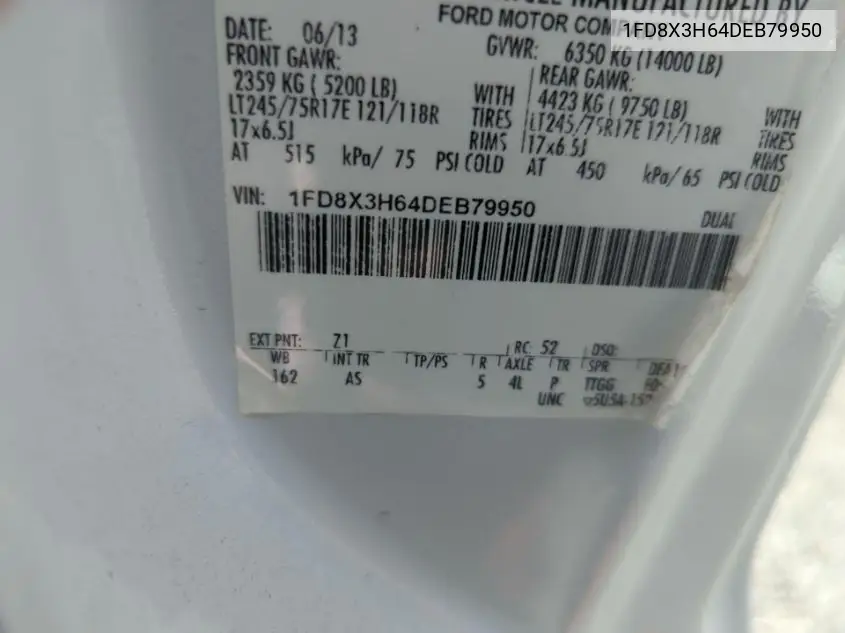 MANUFACTURED BY
FORD MOTOR
1FD8X3H64DEB79950
DATE: 06/13 GVWR: 6350 KG (14000 LB)
FRONT GAWR: REAR GAWR:
2359 KG ( 5200 LB) WITH 4423 KG ( 9750 LB) WITH
LT245/75R17E 121/118R TIRES LT245/75R17E 121/118R TIRES
17x6.5J RIMS 17x6.5J RIMS
AT 515 kPa/ 75 PSI COLD AT 450 kPa/ 65 PSI COLD
VIN: 1FD8X3H64DEB79950 DUAL
EXT PNT: Z1 RC: 52 DSO:
WB INT TR TP/PS R AXLE TR SPR
162 AS 5 4L P TTGG
UNC